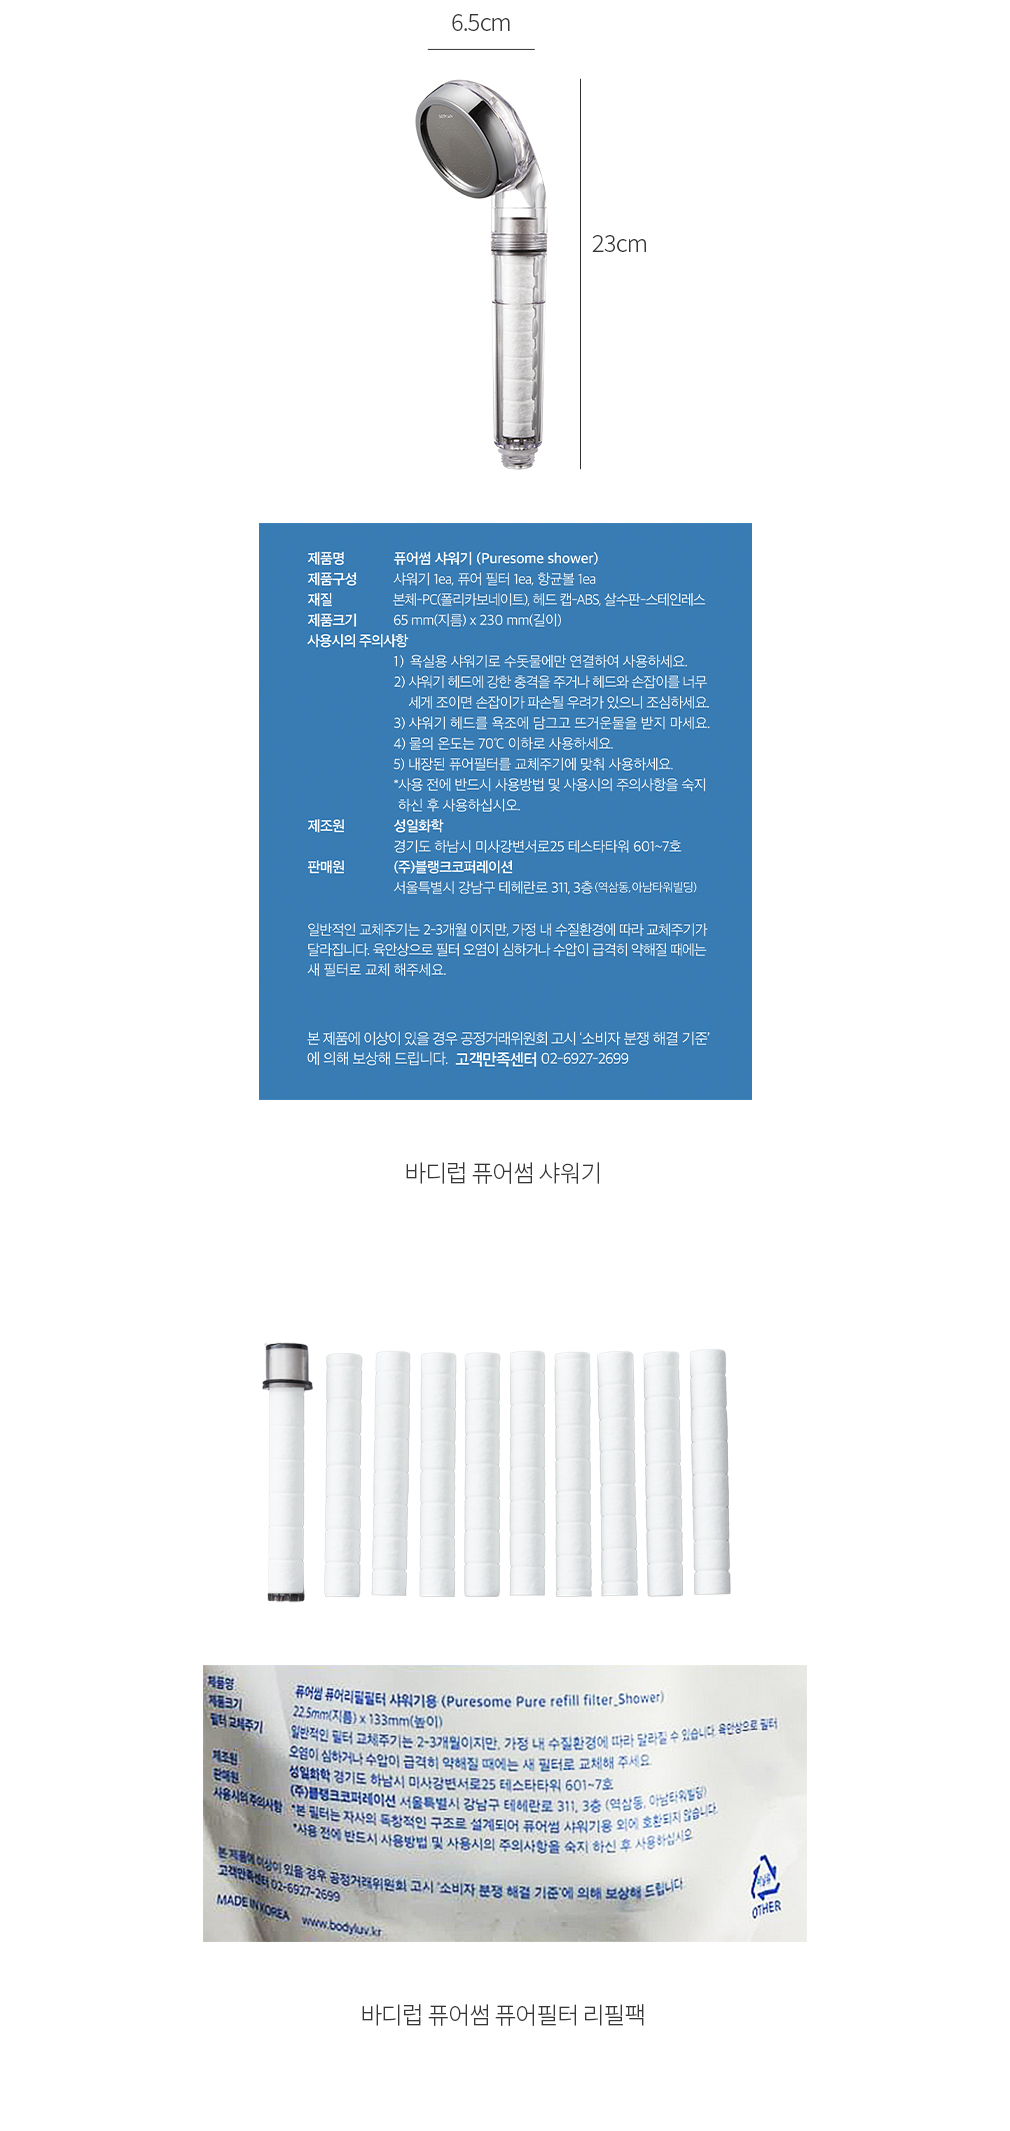 6.5cm
23cm
제품명 퓨어썸 샤워기 (Puresome shower)
제품구성 샤워기 1ea, 퓨어 필터 1ea, 항균볼 1ea
재질 본체-PC(폴리카보네이트), 헤드 캡-ABS, 살수판-스테인레스
제품크기 65 mm(지름) x 230 mm(길이)
사용시의 주의사항
1) 욕실용 샤워기로 수돗물에만 연결하여 사용하세요.
2) 샤워기 헤드에 강한 충격을 주거나 헤드와 손잡이를 너무
세게 조이면 손잡이가 파손될 우려가 있으니 조심하세요.
3) 샤워기 헤드를 욕조에 담그고 뜨거운물을 받지 마세요.
4) 물의 온도는 70℃ 이하로 사용하세요.
5) 내장된 퓨어필터를 교체주기에 맞춰 사용하세요.
*사용 전에 반드시 사용방법 및 사용시의 주의사항을 숙지
하신 후 사용하십시오.
제조원 성일화학
경기도 하남시 미사강변서로25 테스타타워 601~7호
판매원 (주)블랭크코퍼레이션
서울특별시 강남구 테헤란로 311, 3층 (역삼동, 아남타워빌딩)
일반적인 교체주기는 2-3개월 이지만, 가정 내 수질환경에 따라 교체주기가
달라집니다. 육안상으로 필터 오염이 심하거나 수압이 급격히 약해질 때에는
새 필터로 교체 해주세요.
본 제품에 이상이 있을 경우 공정거래위원회 고시 '소비자 분쟁 해결 기준'
에 의해 보상해 드립니다. 고객만족센터 02-6927-2699
바디럽 퓨어썸 샤워기
제품명 퓨어썸 퓨어리필필터 샤워기용 (Puresome Pure refill filter_Shower)
제품크기 22.5mm(지름) x 133mm(높이)
필터 교체주기 일반적인 필터 교체주기는 2~3개월이지만, 가정 내 수질환경에 따라 달라질 수 있습니다. 육안상으로 필터
오염이 심하거나 수압이 급격히 약해질 때에는 새 필터로 교체해 주세요
제조원 성일화학 경기도 하남시 미사강변서로25 테스타타워 601~7호
판매원 (주)블랭크코퍼레이션 서울특별시 강남구 테헤란로 311, 3층 (역삼동, 아남타워빌딩)
사용시의 주의사항 *본 필터는 자사의 독창적인 구조로 설계되어 퓨어썸 샤워기용 외에 호환되지 않습니다.
*사용 전에 반드시 사용방법 및 사용시의 주의사항을 숙지 하신 후 사용하십시오
본 제품에 이상이 있을 경우 공정거래위원회 고시 '소비자 분쟁 해결 기준'에 의해 보상해 드립니다.
고객만족센터 02-6927-2699
MADE IN KOREA www.bodyluv.kr
OTHER
바디럽 퓨어썸 퓨어필터 리필팩